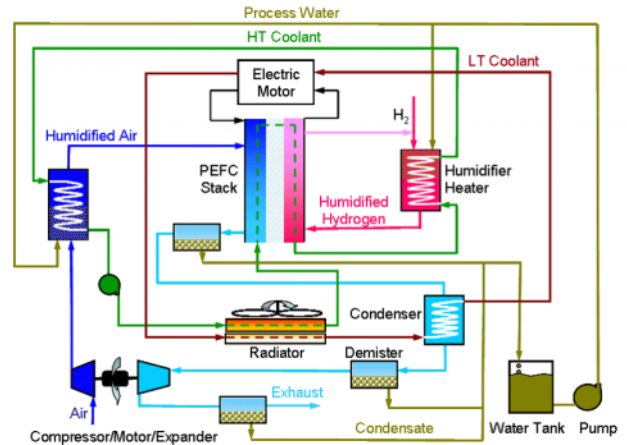 Process Water
HT Coolant
LT Coolant
Electric
Motor
H2
Humidified Air
PEFC
Stack
Humidifier
Heater
Humidified
Hydrogen
Condenser
Radiator
Demister
Exhaust
Air
Condensate
Water Tank
Pump
Compressor/Motor/Expander